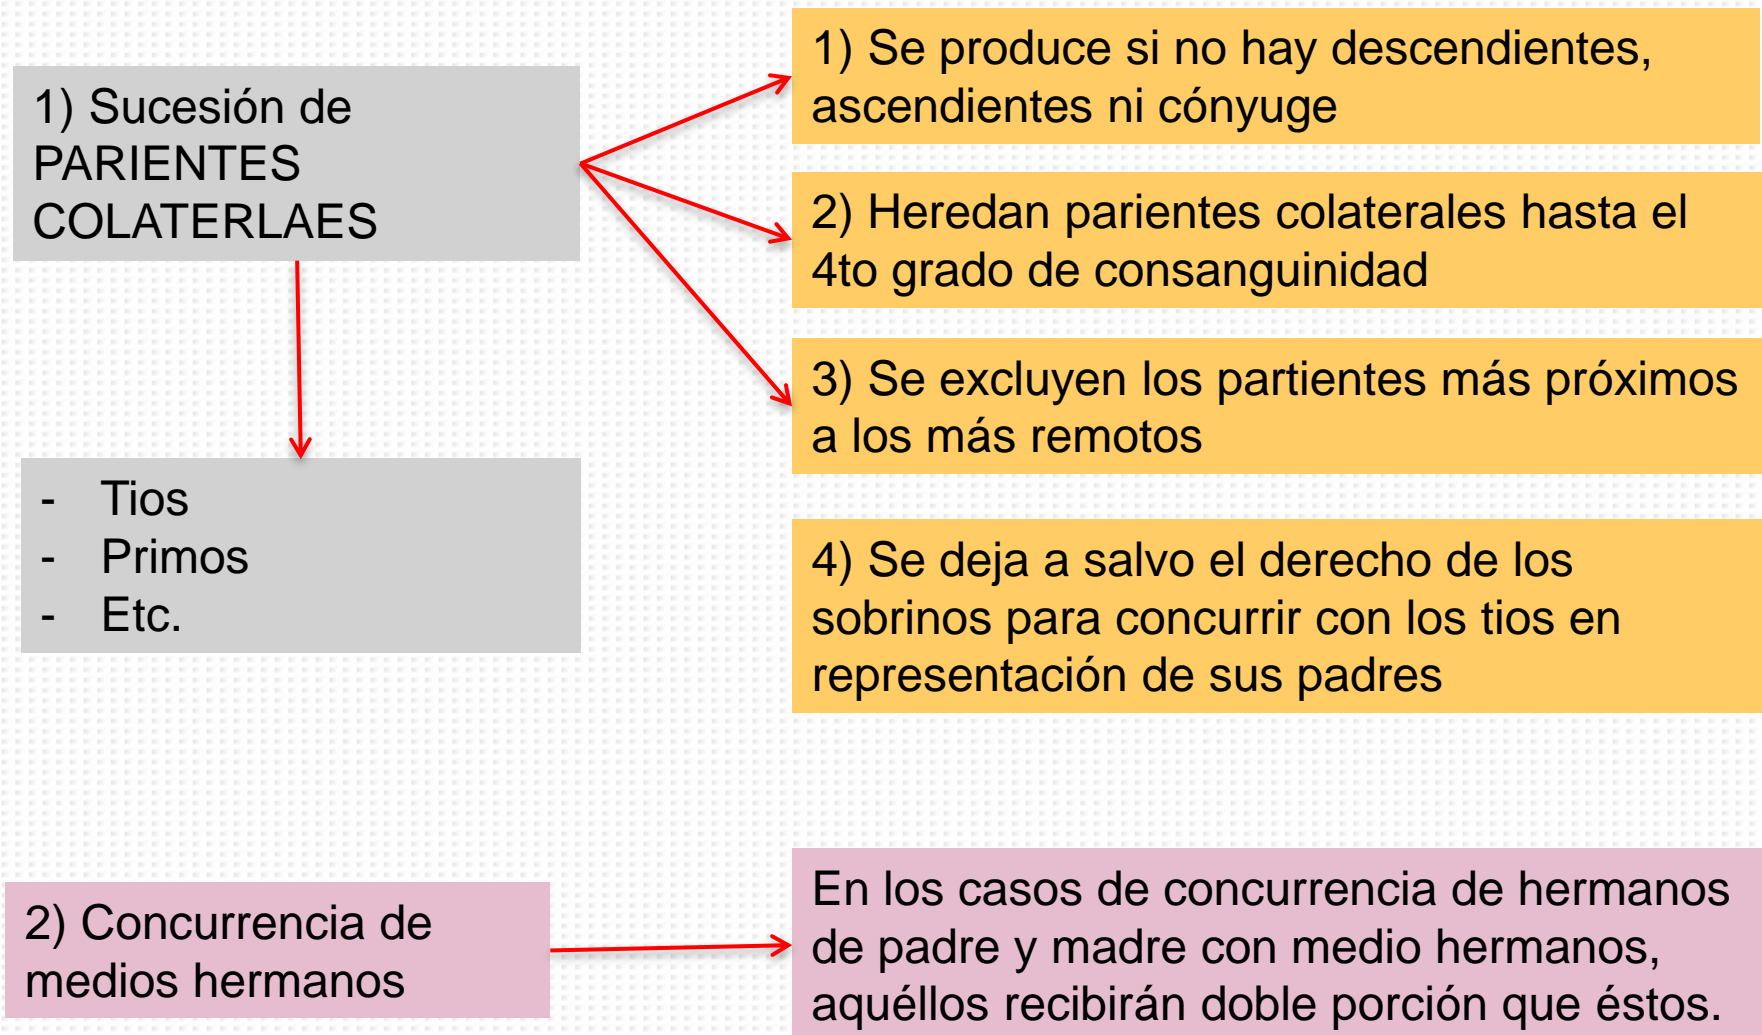 1) Sucesión de
PARIENTES
COLATERLAES
- Tios
- Primos
- Etc.
1) Se produce si no hay descendientes,
ascendientes ni cónyuge
2) Heredan parientes colaterales hasta el
4to grado de consanguinidad
3) Se excluyen los partientes más próximos
a los más remotos
4) Se deja a salvo el derecho de los
sobrinos para concurrir con los tios en
representación de sus padres
2) Concurrencia de
medios hermanos
En los casos de concurrencia de hermanos
de padre y madre con medio hermanos,
aquéllos recibirán doble porción que éstos.